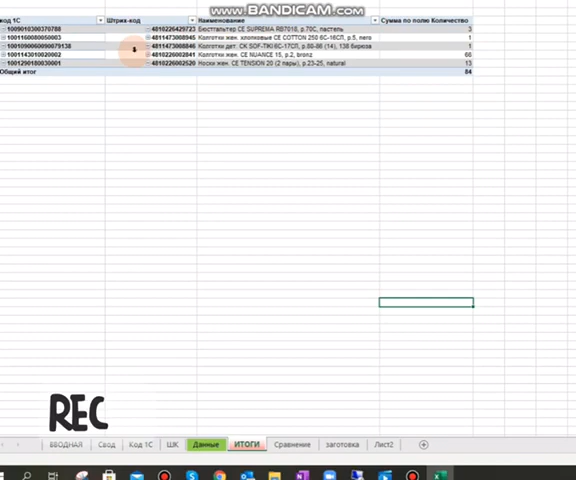 www.BANDICAM.com
код 1С Штрих-код Наименование Сумма по полю Количество
1009010300370788 4810226429723 Бюстгальтер CE SUPREMA RB7018, р.70С, пастель 3
1001160080050003 4811473008945 Колготки жен. хлопковые CE COTTON 250 6С-16СП, р.5, nero 1
1001090060090079138 4811473008846 Колготки дет. СК SOF-TIKI 6С-17СП, р.80-86 (14), 138 бирюза 1
1001143010020002 4810226002841 Колготки жен. CE NUANCE 15, р.2, bronz 66
1001290180030001 4810226002520 Носки жен. CE TENSION 20 (2 пары), р.23-25, natural 13
Общий итог 84
REC
ВВОДНАЯ Свод Код 1С ШК Данные ИТОГИ Сравнение заготовка Лист2